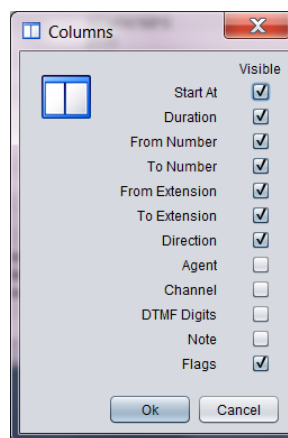 Columns
Visible
Start At
Duration
From Number
To Number
From Extension
To Extension
Direction
Agent
Channel
DTMF Digits
Note
Flags
Ok Cancel